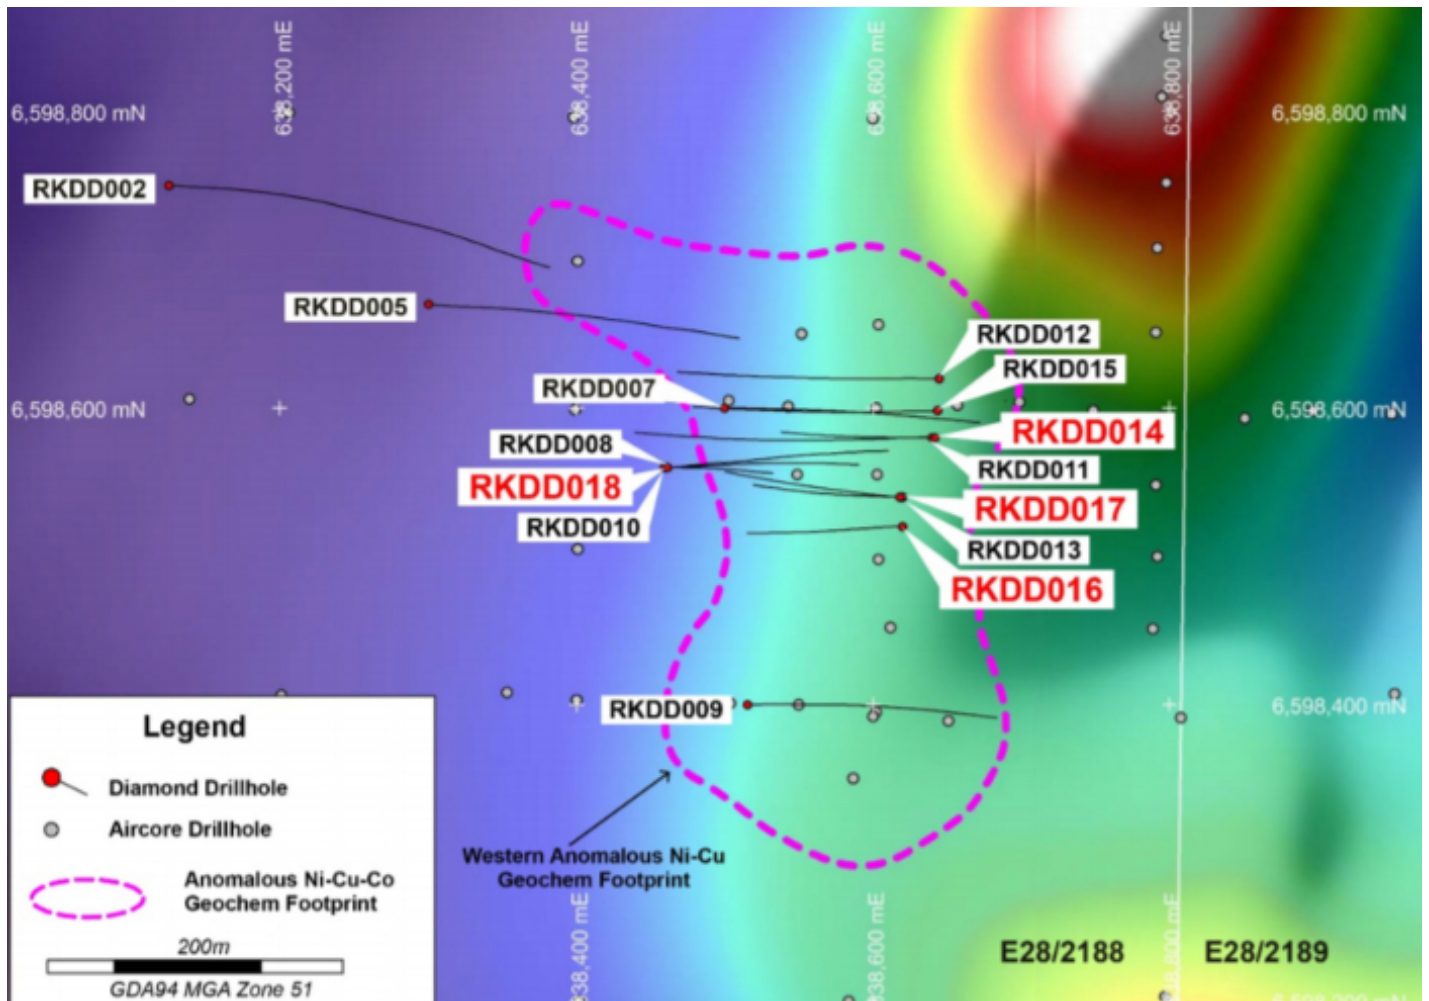 638,200 mE
638,400 mE
638,600 mE
638,800 mE
6,598,800 mN
6,598,800 mN
RKDD002
RKDD005
RKDD012
RKDD015
RKDD007
6,598,600 mN
6,598,600 mN
RKDD014
RKDD008
RKDD011
RKDD018
RKDD017
RKDD010
RKDD013
RKDD016
RKDD009
6,598,400 mN
Legend
Diamond Drillhole
Aircore Drillhole
Anomalous Ni-Cu-Co
Geochem Footprint
200m
GDA94 MGA Zone 51
Western Anomalous Ni-Cu
Geochem Footprint
638,400 mE
638,600 mE
E28/2188
E28/2189